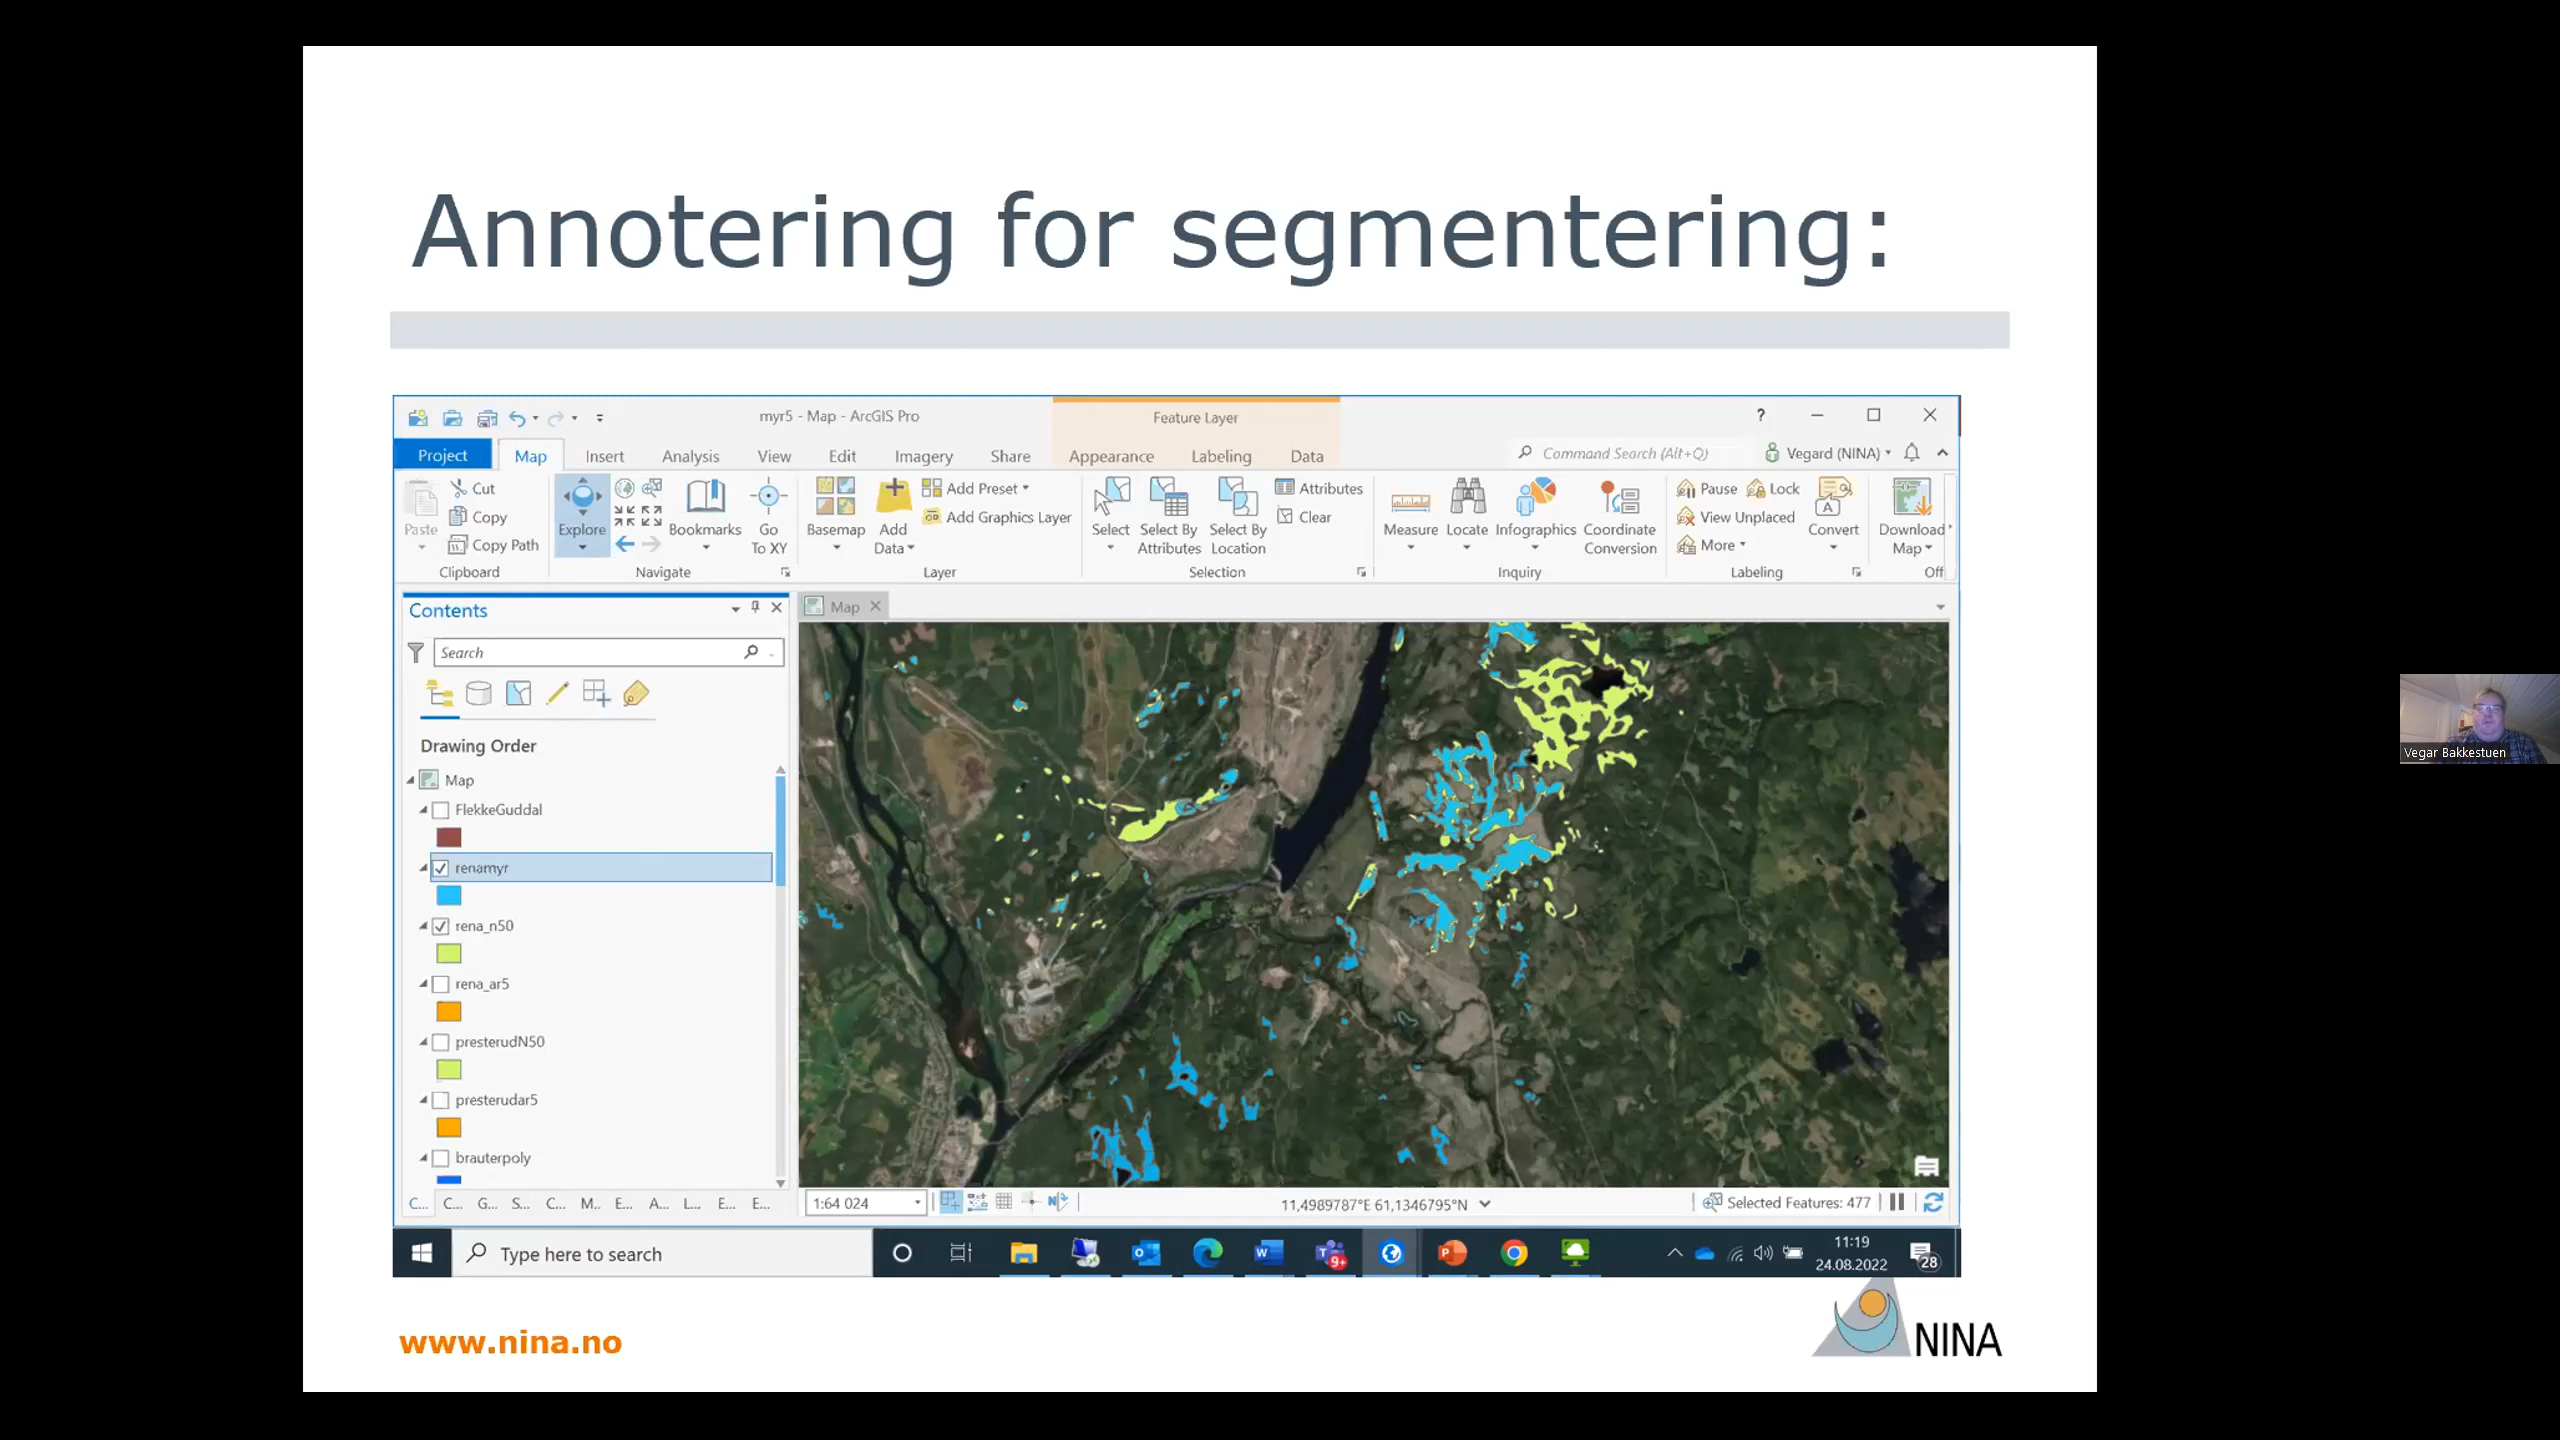 Annotering for segmentering:
myr5 - Map - ArcGIS Pro
Feature Layer
?
Project Map Insert Analysis View Edit Imagery Share Appearance Labeling Data
Command Search (Alt+Q)
Vegard (NINA)
Paste
Cut
Copy
Copy Path
Clipboard
Explore
Bookmarks
Go To XY
Navigate
Basemap
Add Data
Add Preset
Add Graphics Layer
Layer
Select
Select By Attributes
Select By Location
Attributes
Clear
Selection
Measure
Locate
Infographics
Coordinate Conversion
Inquiry
Pause
Lock
View Unplaced
More
Convert
Labeling
Download Map
Off
Contents
Search
Drawing Order
Map
FlekkeGuddal
renamyr
rena_n50
rena_ar5
presterudN50
presterudar5
brauterpoly
C... C... G... S... C... M.. E... A... L... E... E...
Map
1:64 024
11,4989787°E 61,1346795°N
Selected Features: 477
Type here to search
9+
11:19
24.08.2022
28
www.nina.no
NINA
Vegar Bakkestuen